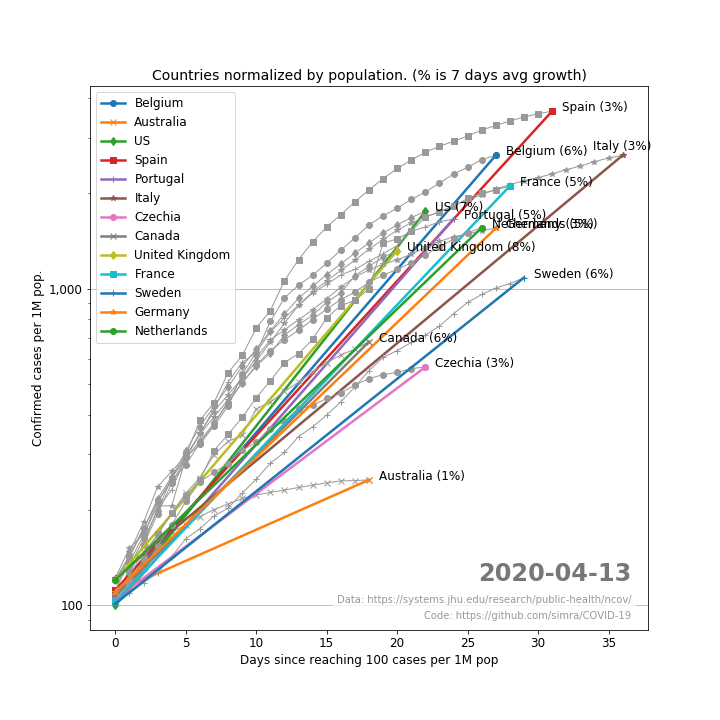 Countries normalized by population. (% is 7 days avg growth)
Belgium
Australia
US
Spain
Portugal
Italy
Czechia
Canada
United Kingdom
France
Sweden
Germany
Netherlands
Spain (3%)
Italy (3%)
Belgium (6%)
France (5%)
US (7%)
Portugal (5%)
Netherlands
Germany (3%)
United Kingdom (8%)
Sweden (6%)
Canada (6%)
Czechia (3%)
Australia (1%)
1,000
100
Confirmed cases per 1M pop.
2020-04-13
Data: https://systems.jhu.edu/research/public-health/ncov/
Code: https://github.com/simra/COVID-19
0 5 10 15 20 25 30 35
Days since reaching 100 cases per 1M pop